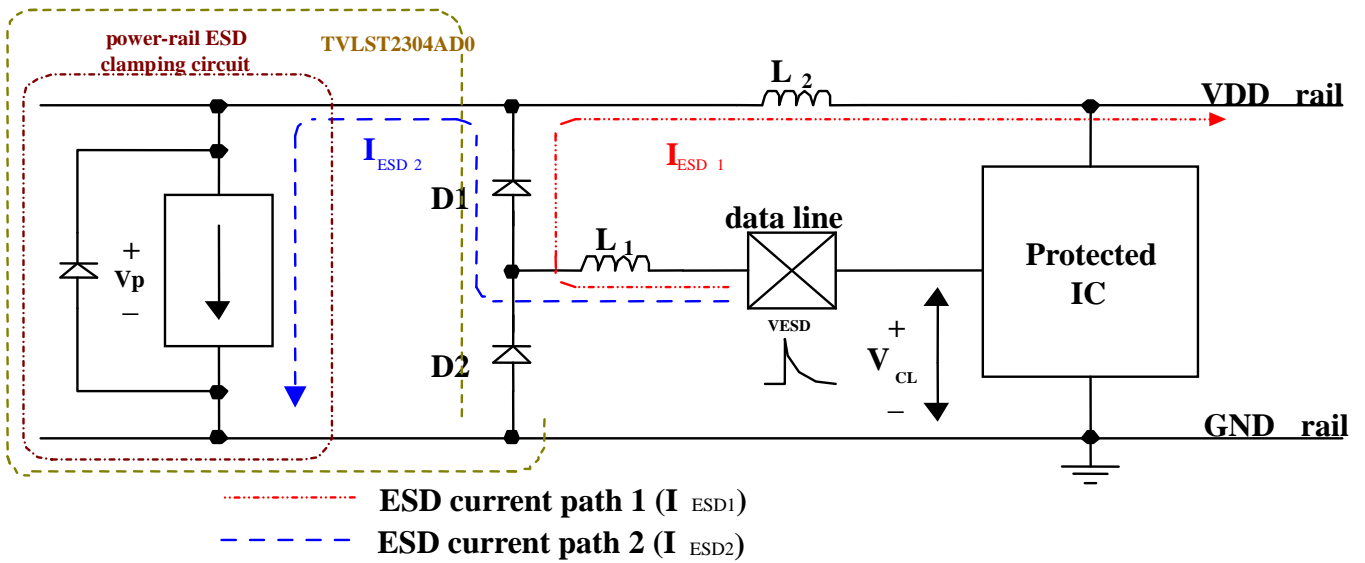 power-rail ESD
clamping circuit
TVLST2304AD0
L 2
VDD rail
I ESD 2
I ESD 1
D1
data line
L 1
+
Vp
–
Protected
IC
VESD
D2
+
V CL
–
GND rail
ESD current path 1 (I ESD1)
ESD current path 2 (I ESD2)